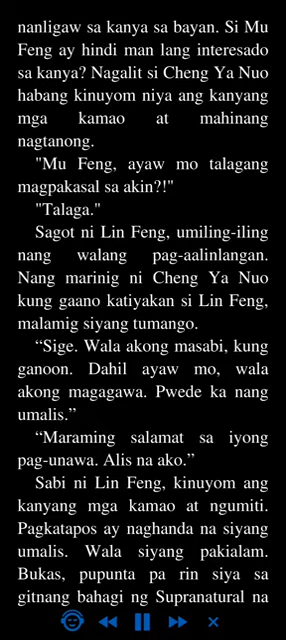 nanligaw sa kanya sa bayan. Si Mu
Feng ay hindi man lang interesado
sa kanya? Nagalit si Cheng Ya Nuo
habang kinuyom niya ang kanyang
mga kamao at mahinang
nagtanong.
"Mu Feng, ayaw mo talagang
magpakasal sa akin?!"
"Talaga."
Sagot ni Lin Feng, umiling-iling
nang walang pag-aalinlangan.
Nang marinig ni Cheng Ya Nuo
kung gaano katiyakan si Lin Feng,
malamig siyang tumango.
“Sige. Wala akong masabi, kung
ganoon. Dahil ayaw mo, wala
akong magagawa. Pwede ka nang
umalis.”
“Maraming salamat sa iyong
pag-unawa. Alis na ako.”
Sabi ni Lin Feng, kinuyom ang
kanyang mga kamao at ngumiti.
Pagkatapos ay naghanda na siyang
umalis. Wala siyang pakialam.
Bukas, pupunta pa rin siya sa
gitnang bahagi ng Supranatural na